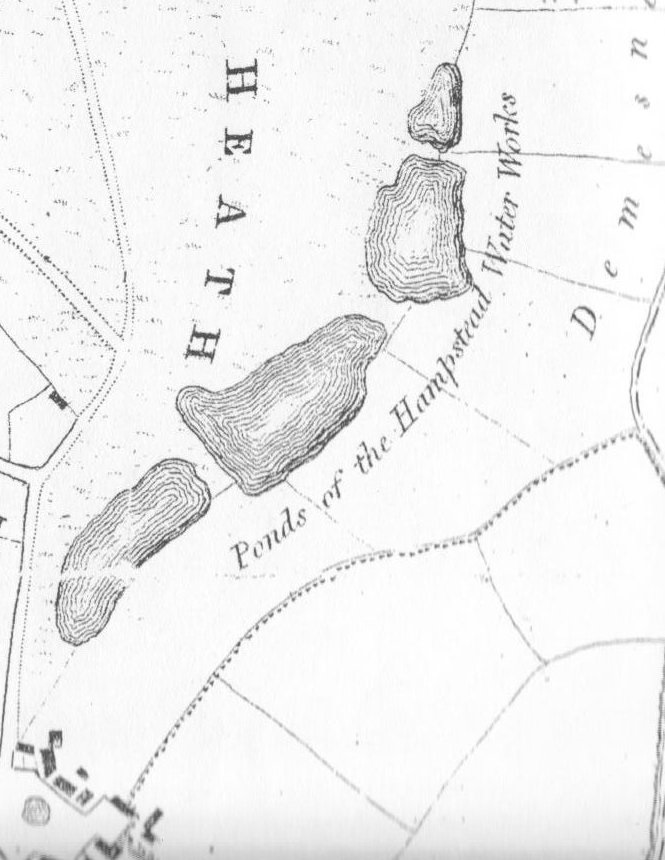 HEATH
Ponds of the Hampstead Water Works
Demesne